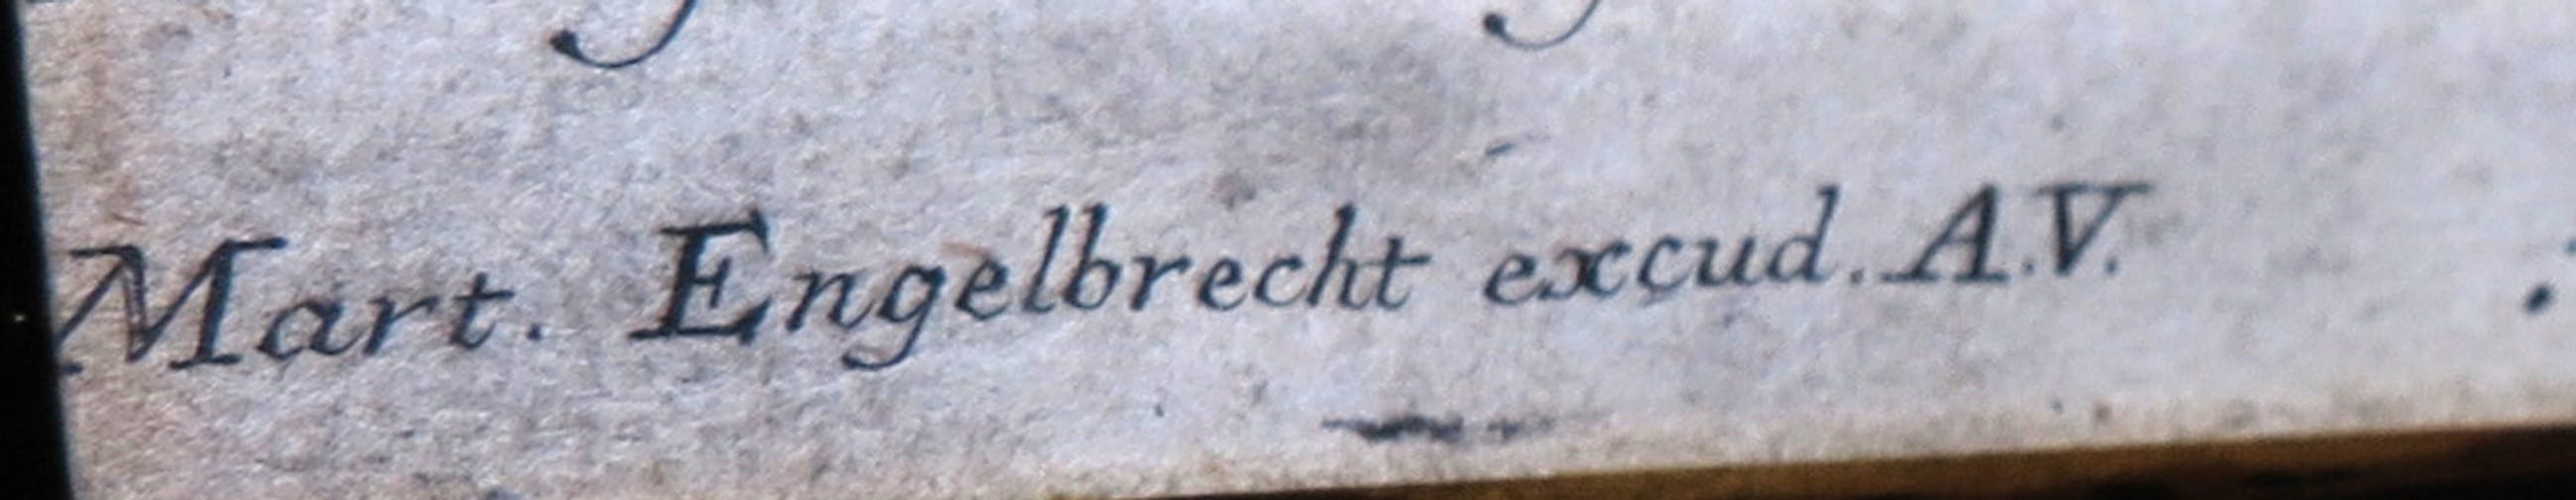 Mart. Engelbrecht excud. A.V.